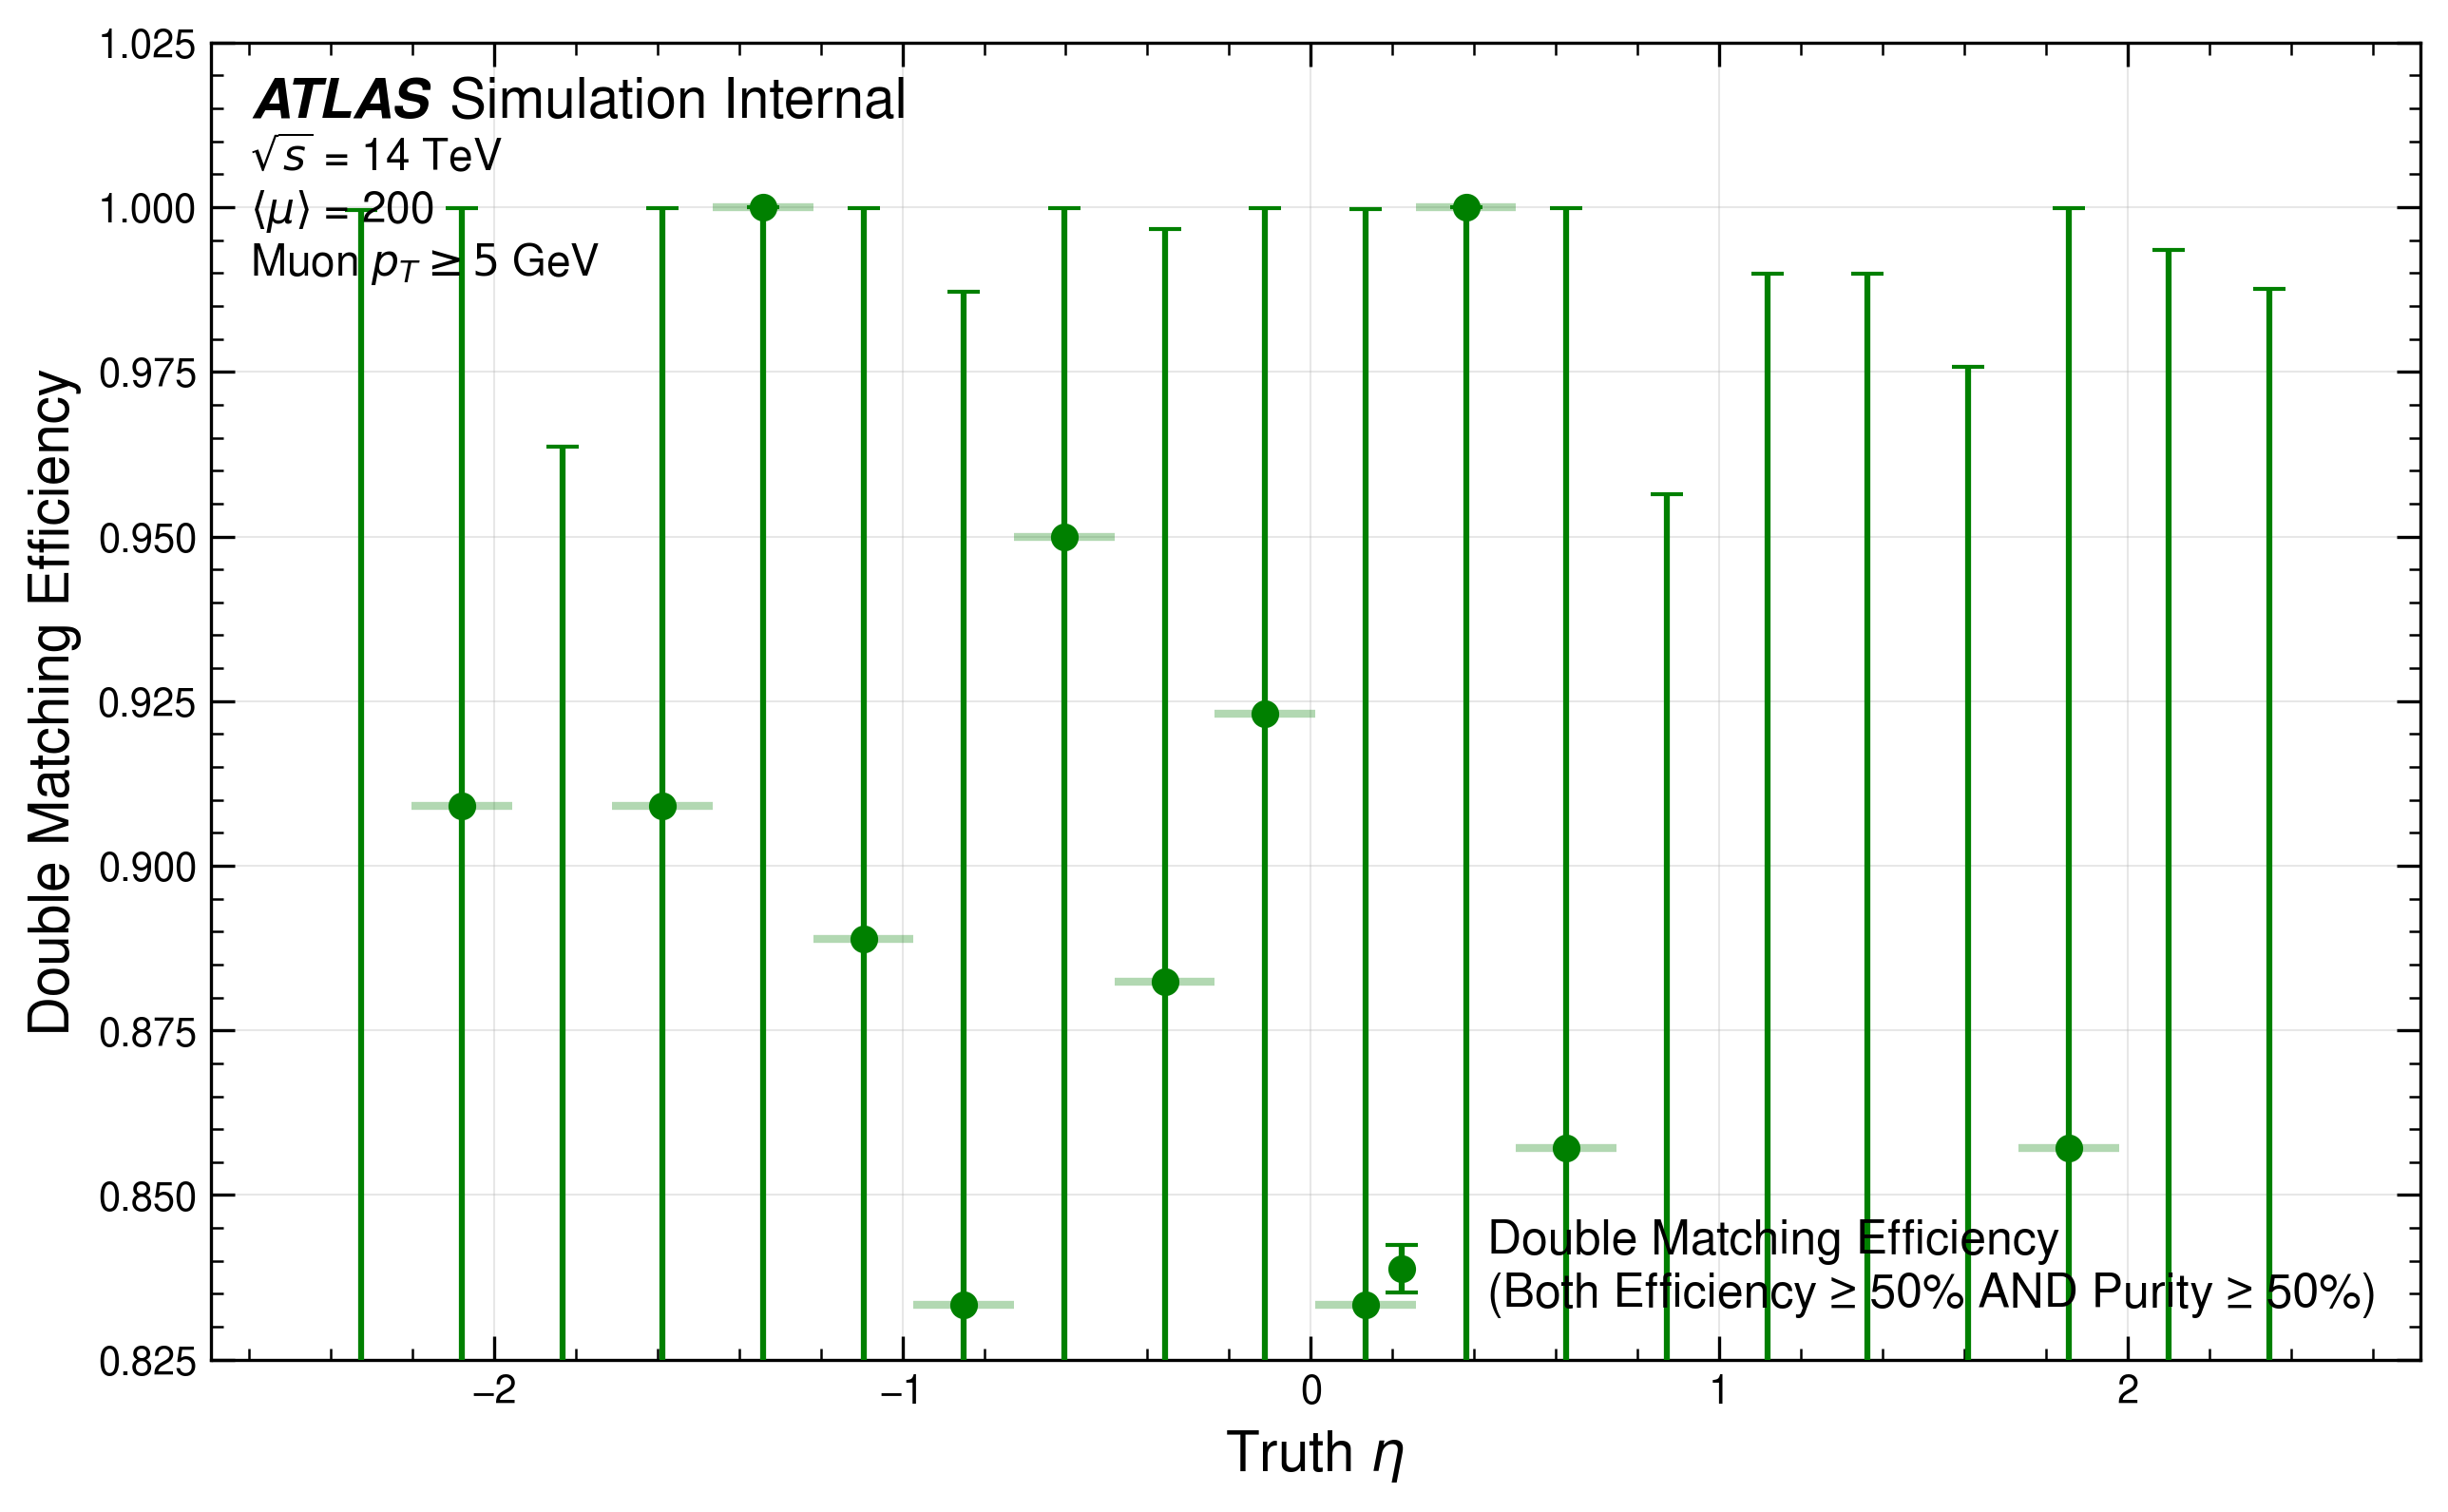 ATLAS Simulation Internal
√s = 14 TeV
⟨μ⟩ = 200
Muon pT ≥ 5 GeV
Double Matching Efficiency
1.025
1.000
0.975
0.950
0.925
0.900
0.875
0.850
0.825
Double Matching Efficiency
(Both Efficiency ≥ 50% AND Purity ≥ 50%)
−2
−1
0
1
2
Truth η